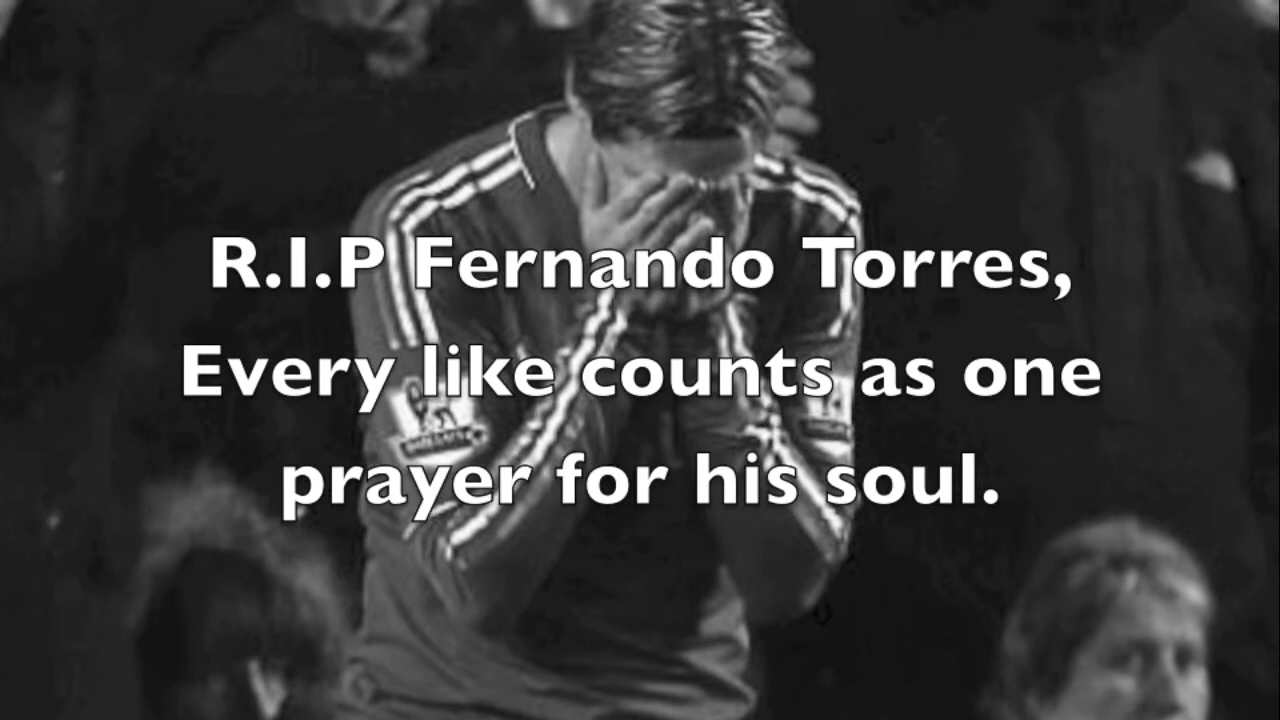 R.I.P Fernando Torres,
Every like counts as one
prayer for his soul.